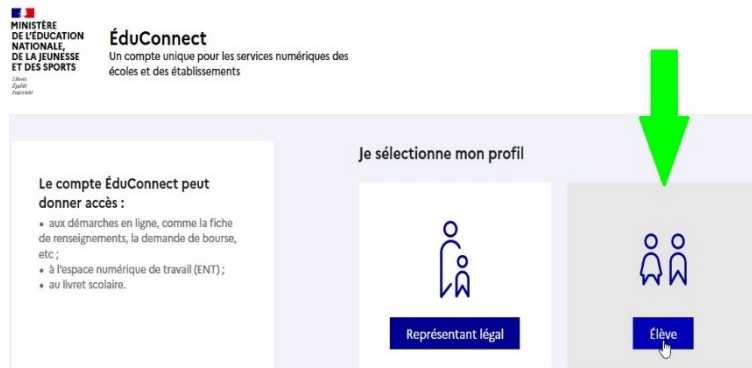 MINISTÈRE
DE L'ÉDUCATION
NATIONALE,
DE LA JEUNESSE
ET DES SPORTS
Liberté
Égalité
Fraternité
ÉduConnect
Un compte unique pour les services numériques des
écoles et des établissements
Le compte ÉduConnect peut
donner accès :
• aux démarches en ligne, comme la fiche
de renseignements, la demande de bourse,
etc ;
• à l'espace numérique de travail (ENT) ;
• au livret scolaire.
Je sélectionne mon profil
Représentant légal
Élève